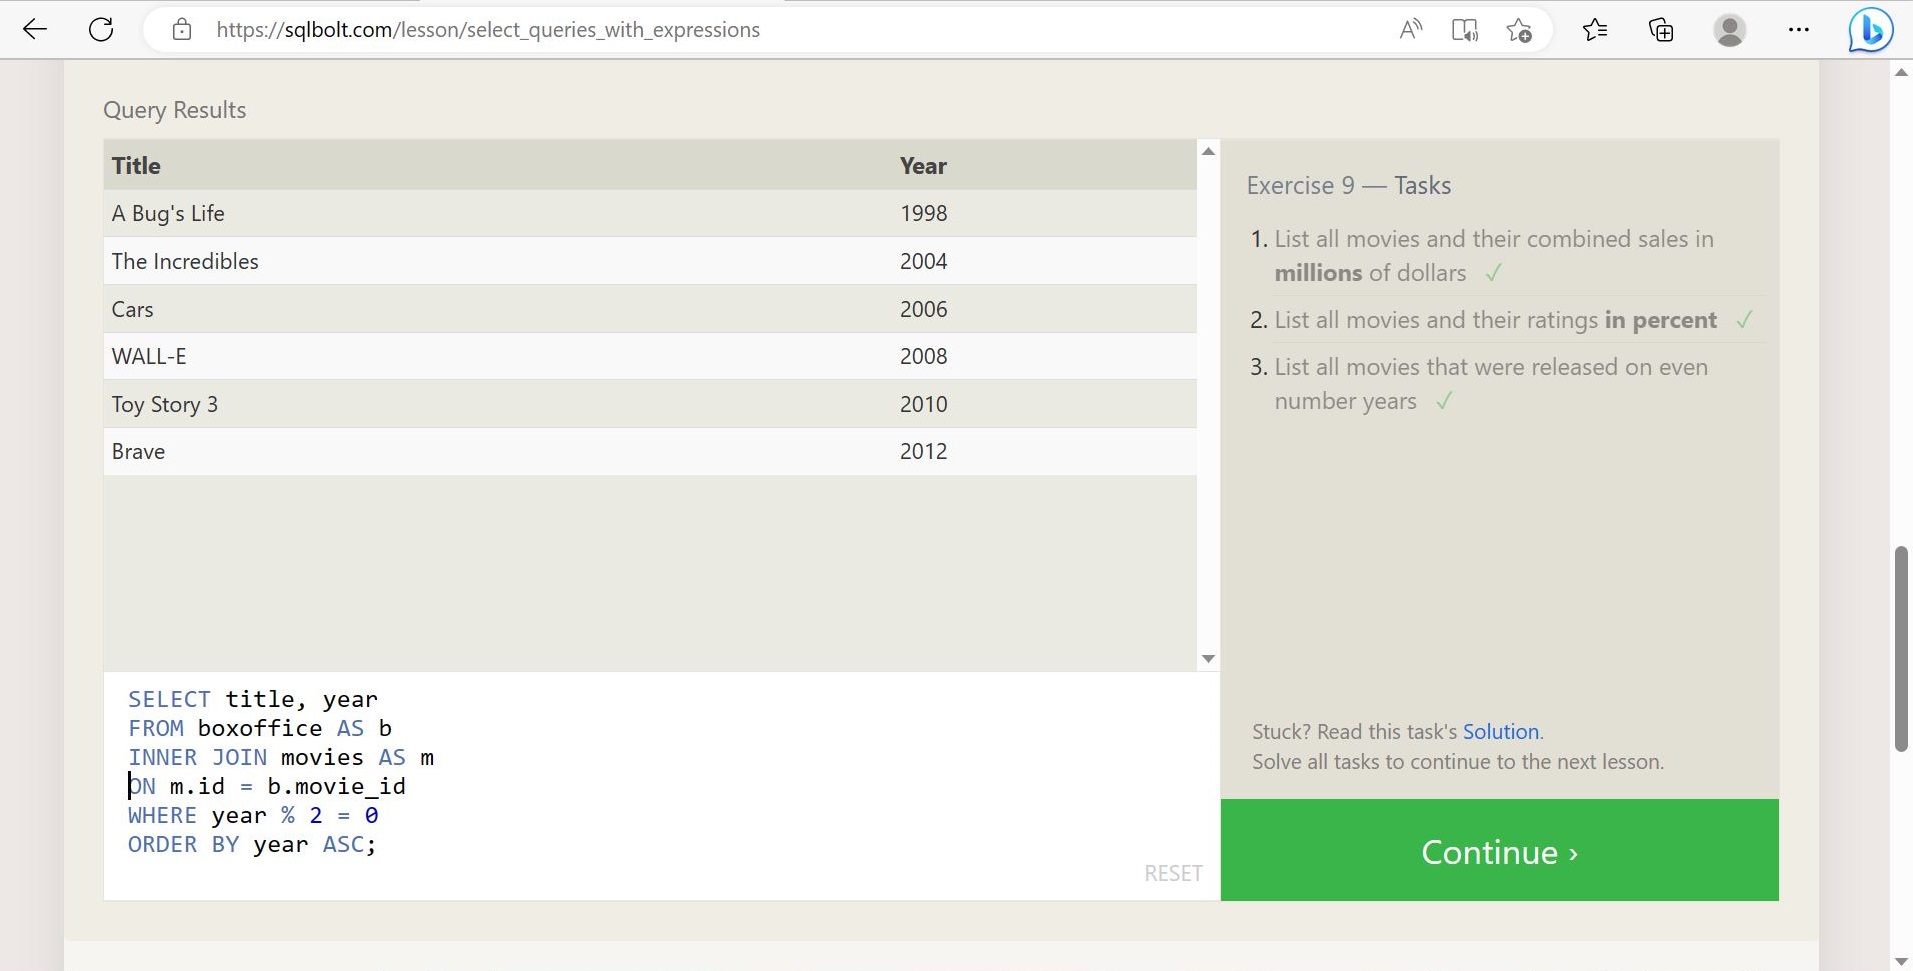 https://sqlbolt.com/lesson/select_queries_with_expressions
Query Results
Title Year
A Bug's Life 1998
The Incredibles 2004
Cars 2006
WALL-E 2008
Toy Story 3 2010
Brave 2012
SELECT title, year
FROM boxoffice AS b
INNER JOIN movies AS m
ON m.id = b.movie_id
WHERE year % 2 = 0
ORDER BY year ASC;
RESET
Exercise 9 — Tasks
1. List all movies and their combined sales in
millions of dollars ✓
2. List all movies and their ratings in percent ✓
3. List all movies that were released on even
number years ✓
Stuck? Read this task's Solution.
Solve all tasks to continue to the next lesson.
Continue ›